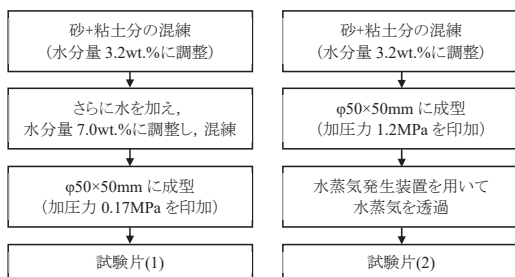 砂+粘土分の混練
(水分量 3.2wt.%に調整)
さらに水を加え，
水分量 7.0wt.%に調整し，混練
φ50×50mm に成型
(加圧力 0.17MPa を印加)
試験片(1)
砂+粘土分の混練
(水分量 3.2wt.%に調整)
φ50×50mm に成型
(加圧力 1.2MPa を印加)
水蒸気発生装置を用いて
水蒸気を透過
試験片(2)